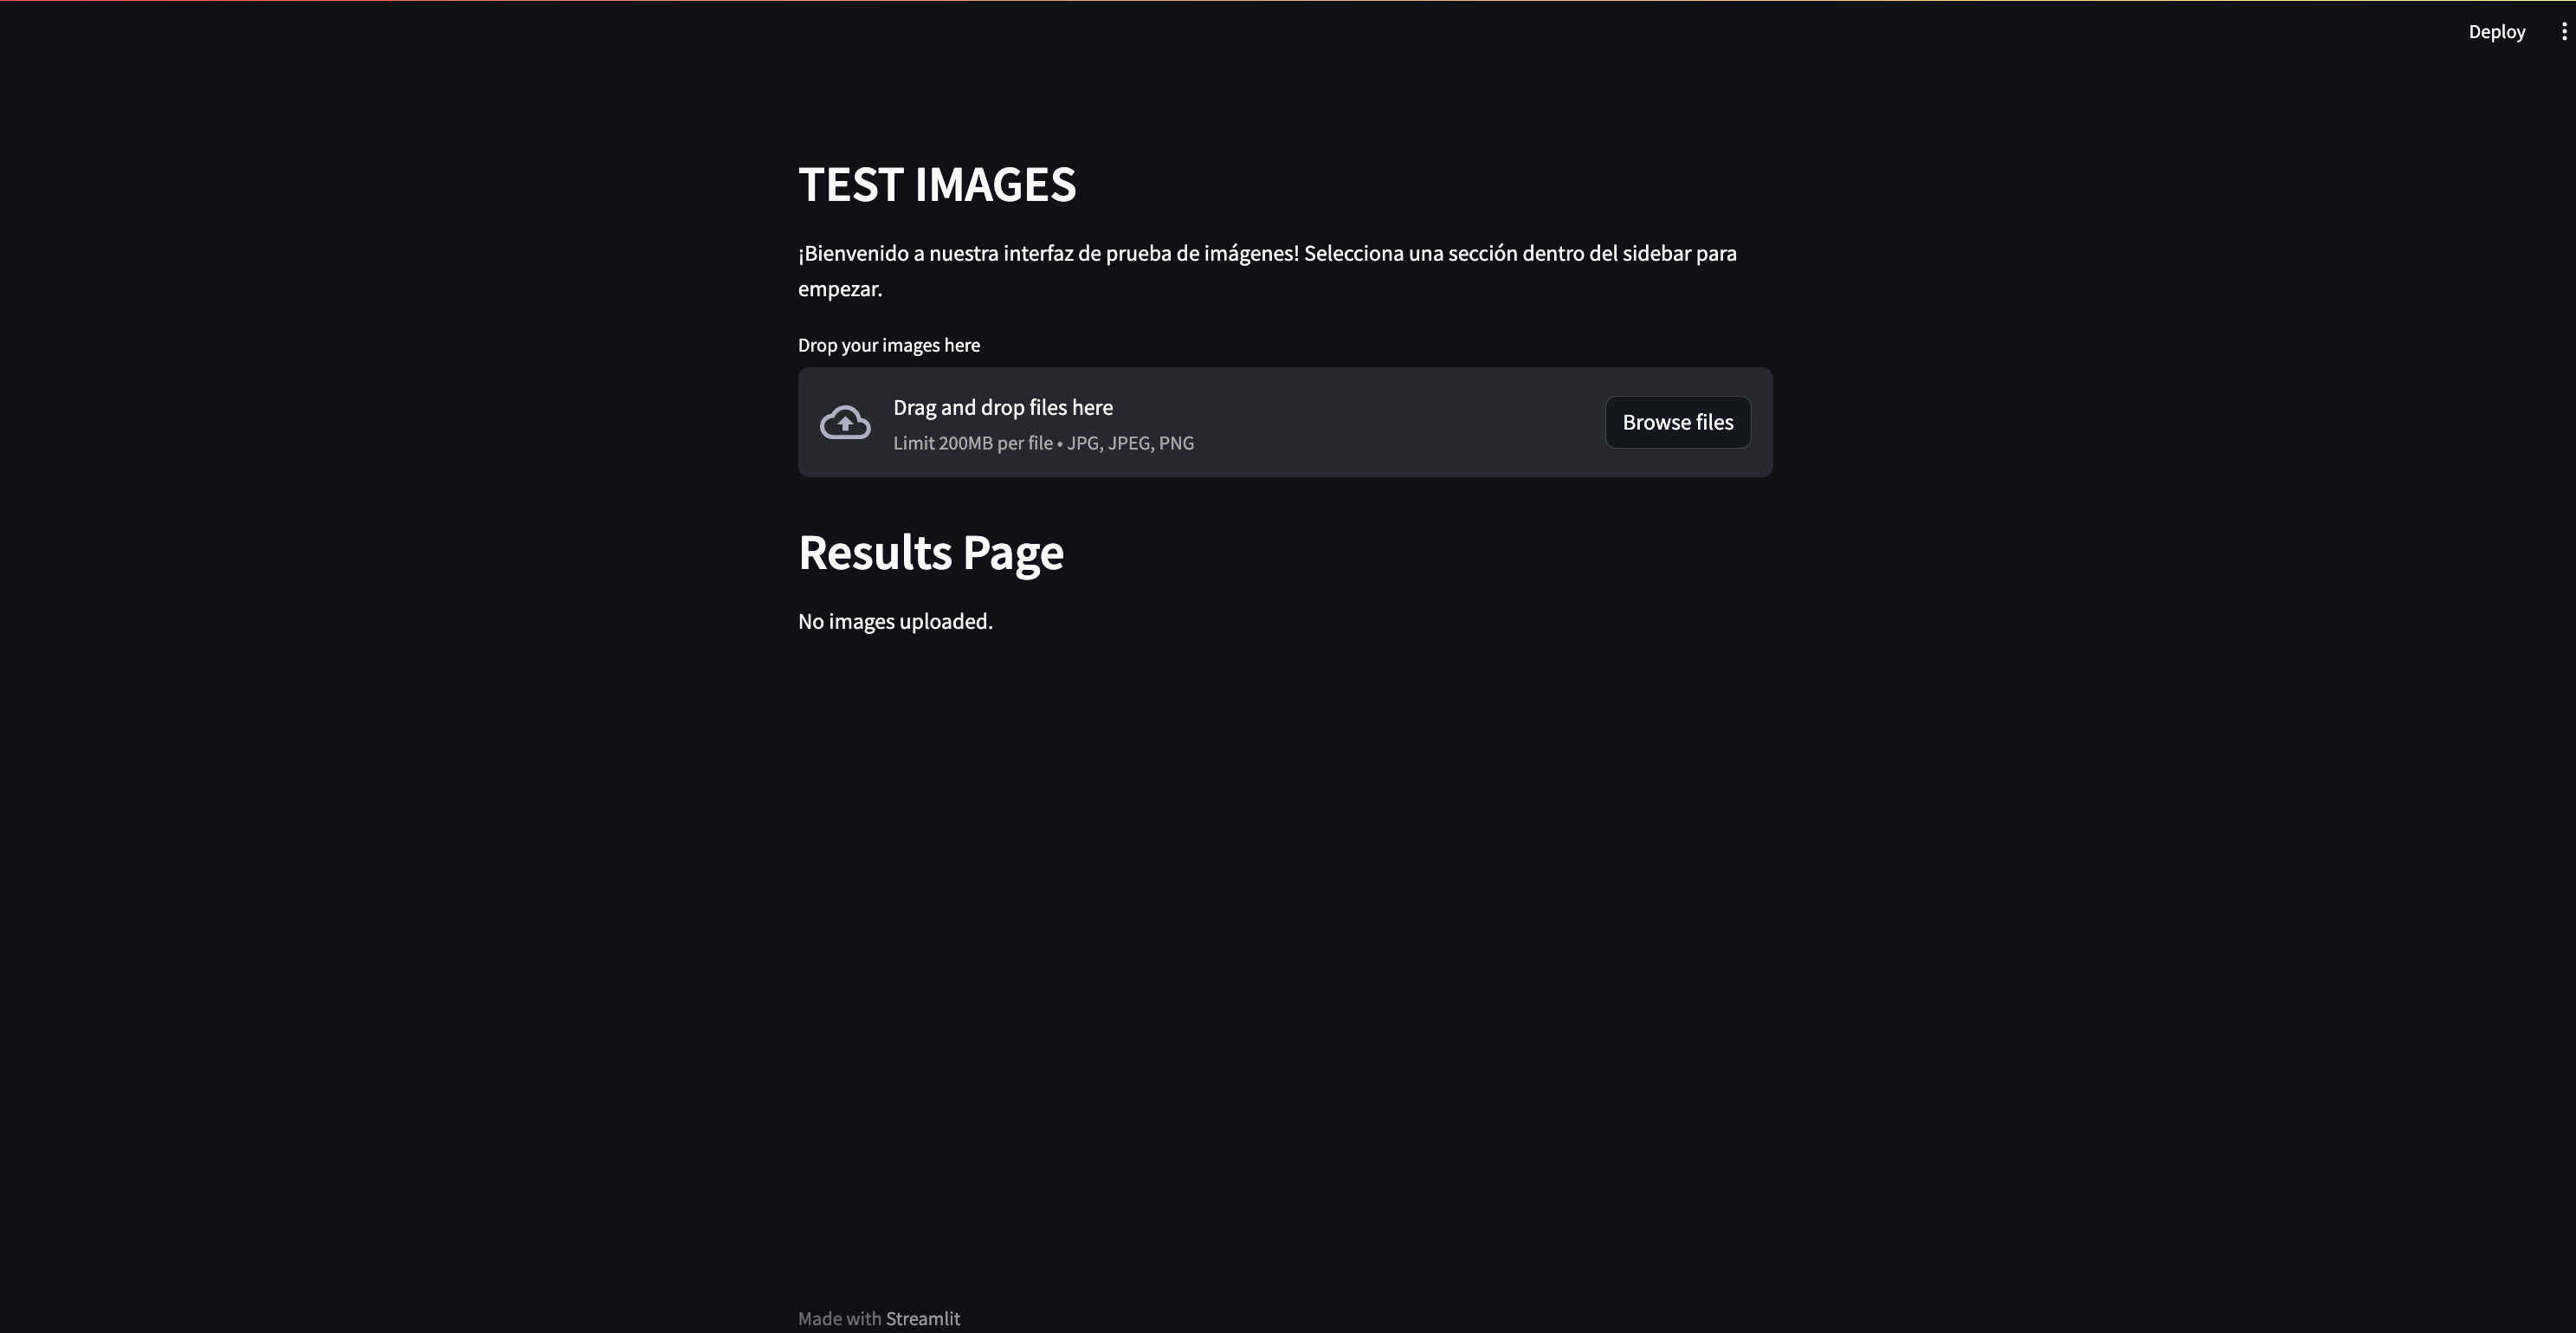 Deploy
TEST IMAGES
¡Bienvenido a nuestra interfaz de prueba de imágenes! Selecciona una sección dentro del sidebar para
empezar.
Drop your images here
Drag and drop files here
Limit 200MB per file • JPG, JPEG, PNG
Browse files
Results Page
No images uploaded.
Made with Streamlit